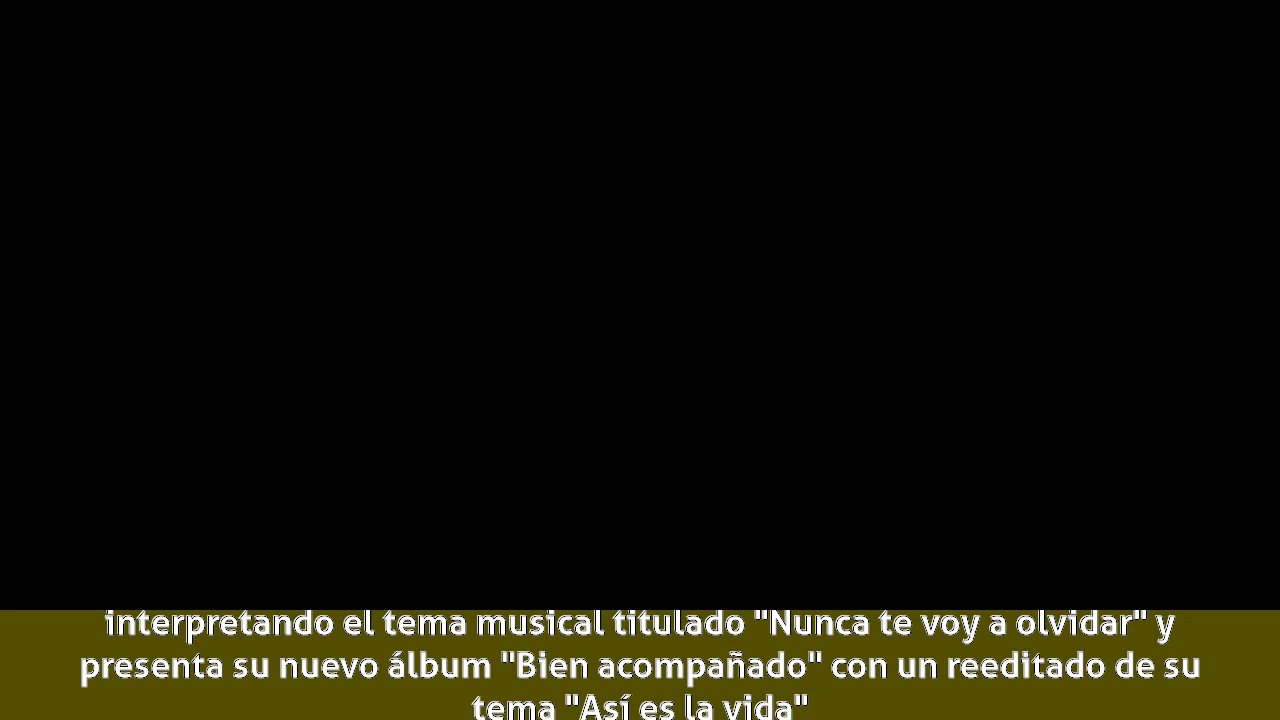 interpretando el tema musical titulado "Nunca te voy a olvidar" y
presenta su nuevo álbum "Bien acompañado" con un reeditado de su
tema "Así es la vida"